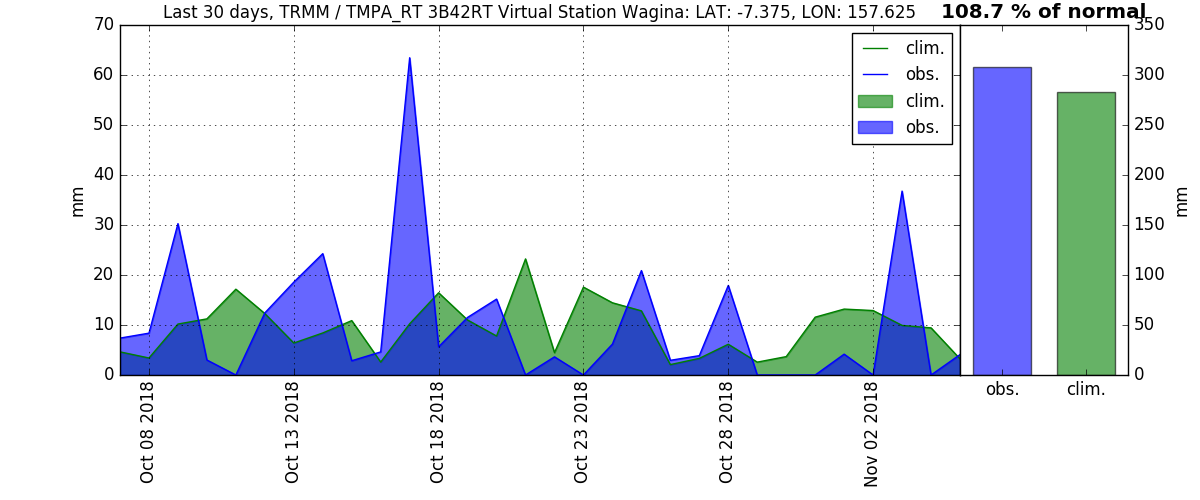 Last 30 days, TRMM / TMPA_RT 3B42RT Virtual Station Wagina: LAT: -7.375, LON: 157.625
108.7 % of normal
70
60
50
40
30
20
10
0
mm
clim.
obs.
clim.
obs.
350
300
250
200
150
100
50
0
mm
Oct 08 2018
Oct 13 2018
Oct 18 2018
Oct 23 2018
Oct 28 2018
Nov 02 2018
obs.
clim.